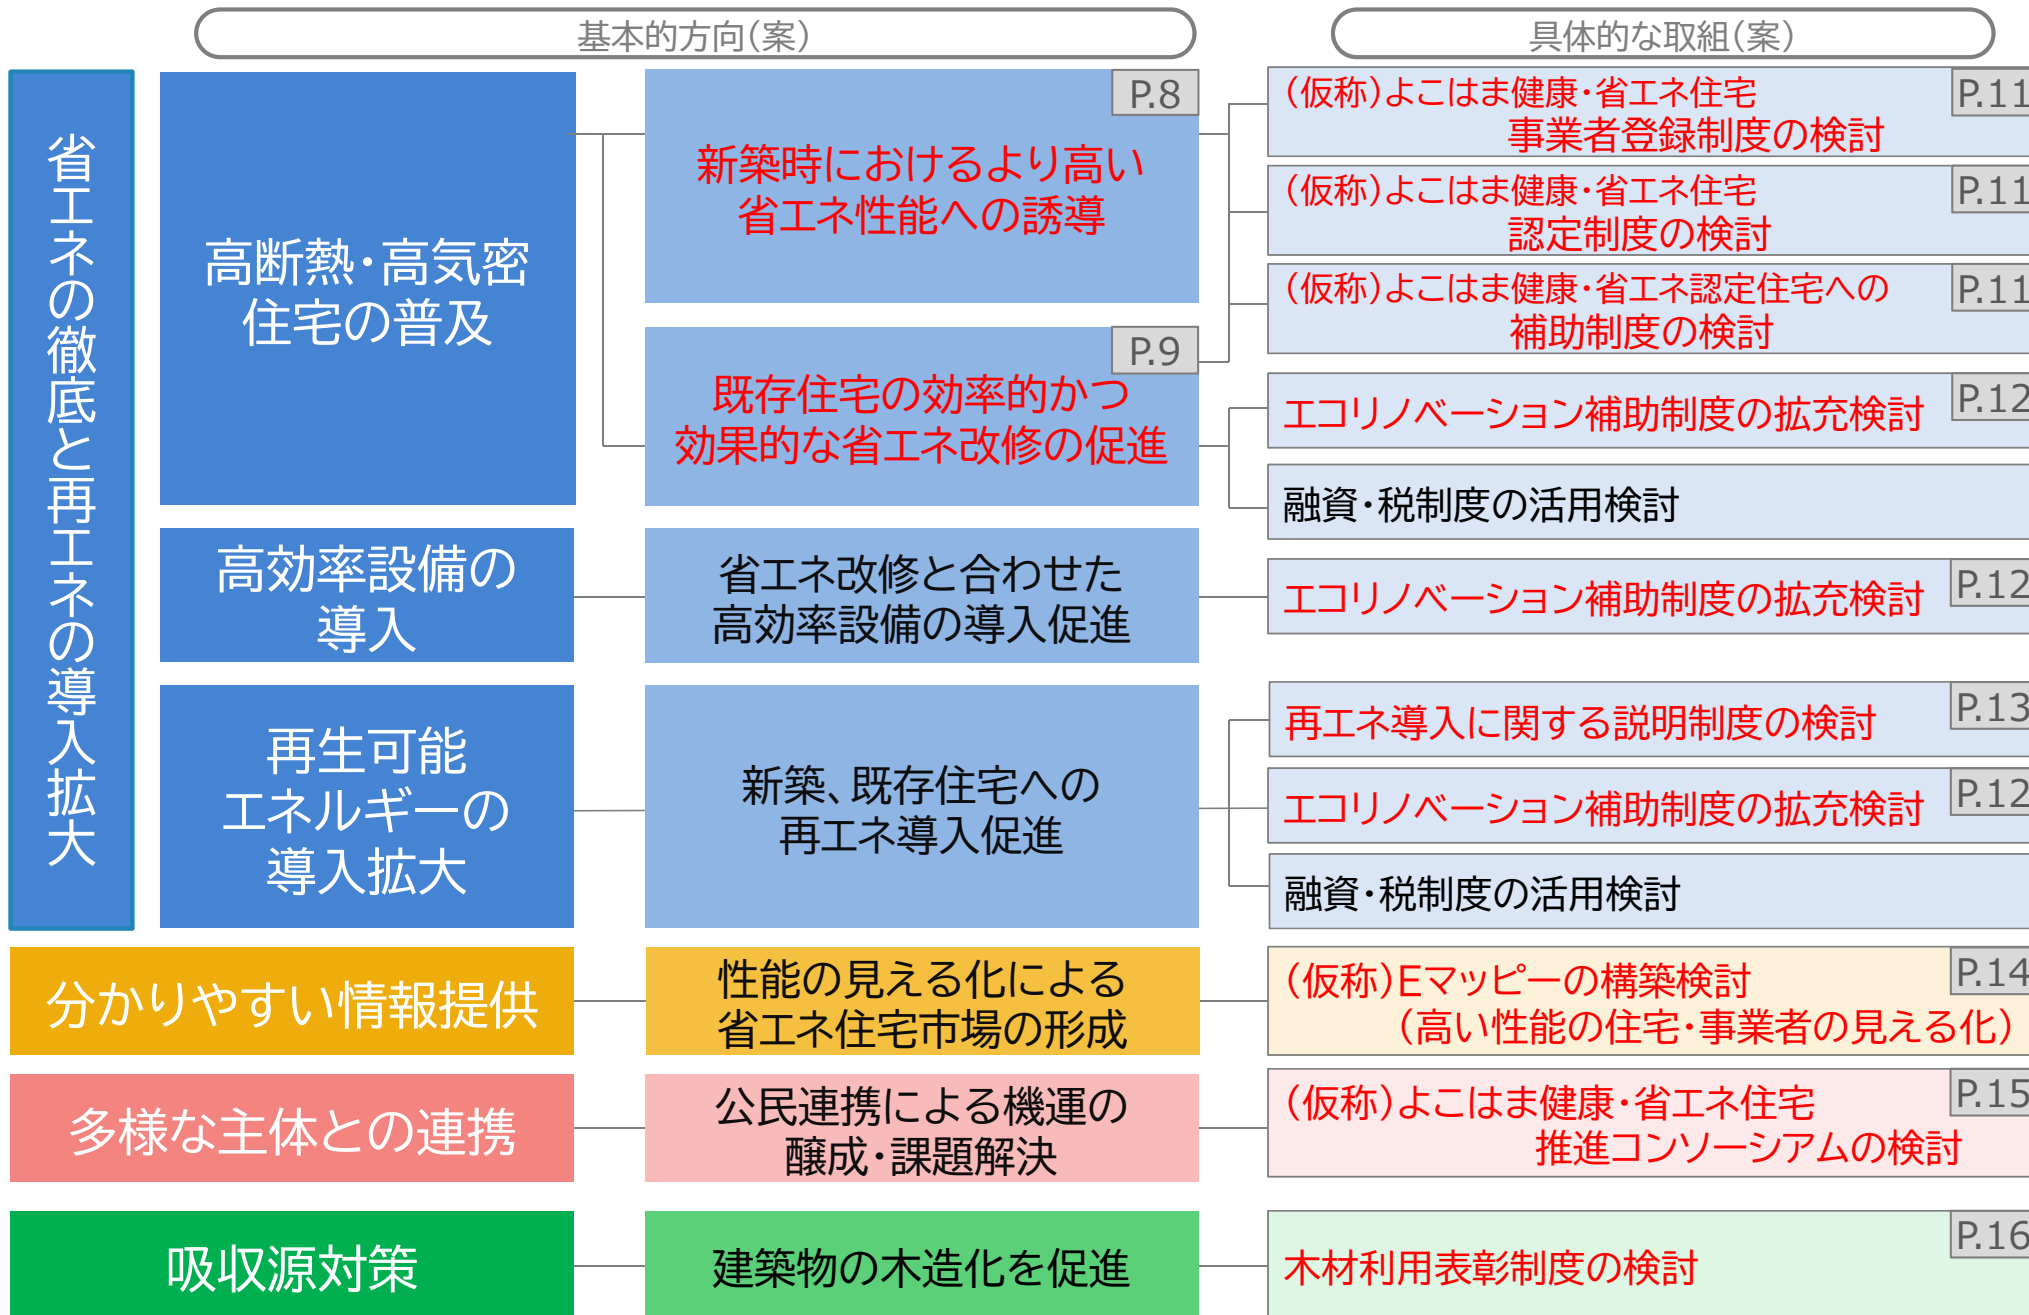 基本的方向(案)
具体的な取組(案)
省エネの徹底と再エネの導入拡大
高断熱・高気密
住宅の普及
P.8
新築時におけるより高い
省エネ性能への誘導
P.9
既存住宅の効率的かつ
効果的な省エネ改修の促進
(仮称)よこはま健康・省エネ住宅
事業者登録制度の検討
P.11
(仮称)よこはま健康・省エネ住宅
認定制度の検討
P.11
(仮称)よこはま健康・省エネ認定住宅への
補助制度の検討
P.11
エコリノベーション補助制度の拡充検討
P.12
融資・税制度の活用検討
高効率設備の
導入
省エネ改修と合わせた
高効率設備の導入促進
エコリノベーション補助制度の拡充検討
P.12
再生可能
エネルギーの
導入拡大
新築、既存住宅への
再エネ導入促進
再エネ導入に関する説明制度の検討
P.13
エコリノベーション補助制度の拡充検討
P.12
融資・税制度の活用検討
分かりやすい情報提供
性能の見える化による
省エネ住宅市場の形成
(仮称)Eマッピーの構築検討
(高い性能の住宅・事業者の見える化)
P.14
多様な主体との連携
公民連携による機運の
醸成・課題解決
(仮称)よこはま健康・省エネ住宅
推進コンソーシアムの検討
P.15
吸収源対策
建築物の木造化を促進
木材利用表彰制度の検討
P.16